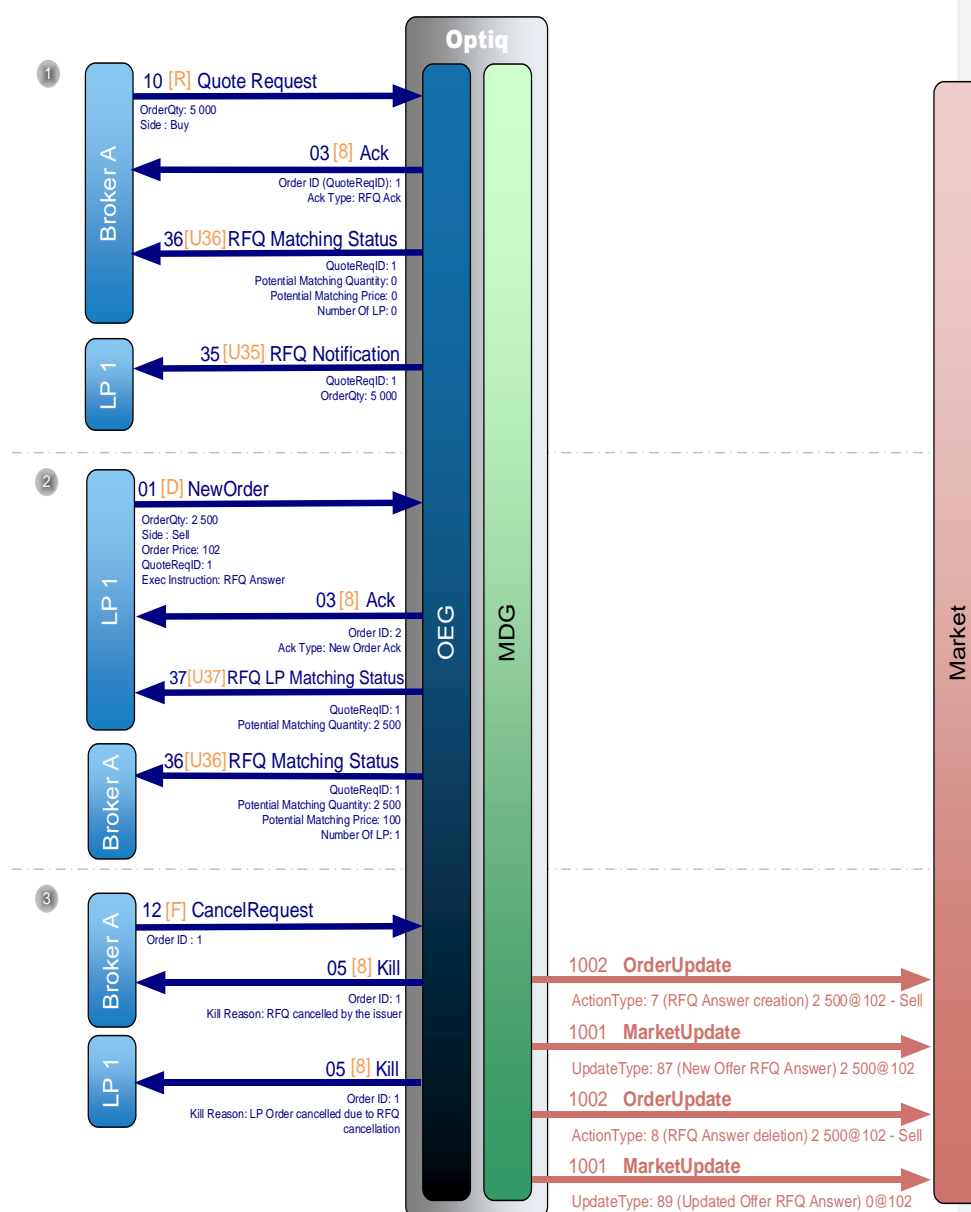 Optiq
1
Broker A
10 [R] Quote Request
OrderQty: 5 000
Side : Buy
03 [8] Ack
Order ID (QuoteReqID): 1
Ack Type: RFQ Ack
36[U36]RFQ Matching Status
QuoteReqID: 1
Potential Matching Quantity: 0
Potential Matching Price: 0
Number Of LP: 0
LP 1
35 [U35] RFQ Notification
QuoteReqID: 1
OrderQty: 5 000
2
LP 1
01 [D] NewOrder
OrderQty: 2 500
Side : Sell
Order Price: 102
QuoteReqID: 1
Exec Instruction: RFQ Answer
03 [8] Ack
Order ID: 2
Ack Type: New Order Ack
37[U37]RFQ LP Matching Status
QuoteReqID: 1
Potential Matching Quantity: 2 500
Broker A
36[U36]RFQ Matching Status
QuoteReqID: 1
Potential Matching Quantity: 2 500
Potential Matching Price: 100
Number Of LP: 1
OEG
MDG
Market
3
Broker A
12 [F] CancelRequest
Order ID : 1
05 [8] Kill
Order ID: 1
Kill Reason: RFQ cancelled by the issuer
LP 1
05 [8] Kill
Order ID: 1
Kill Reason: LP Order cancelled due to RFQ
cancellation
1002 OrderUpdate
ActionType: 7 (RFQ Answer creation) 2 500@102 - Sell
1001 MarketUpdate
UpdateType: 87 (New Offer RFQ Answer) 2 500@102
1002 OrderUpdate
ActionType: 8 (RFQ Answer deletion) 2 500@102 - Sell
1001 MarketUpdate
UpdateType: 89 (Updated Offer RFQ Answer) 0@102